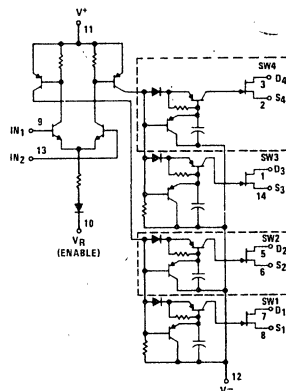 V+
11
SW4
D4
3
2
S4
IN1
9
13
IN2
SW3
D3
1
14
S3
10
VR
(ENABLE)
SW2
D2
5
6
S2
SW1
D1
7
8
S1
12
V−